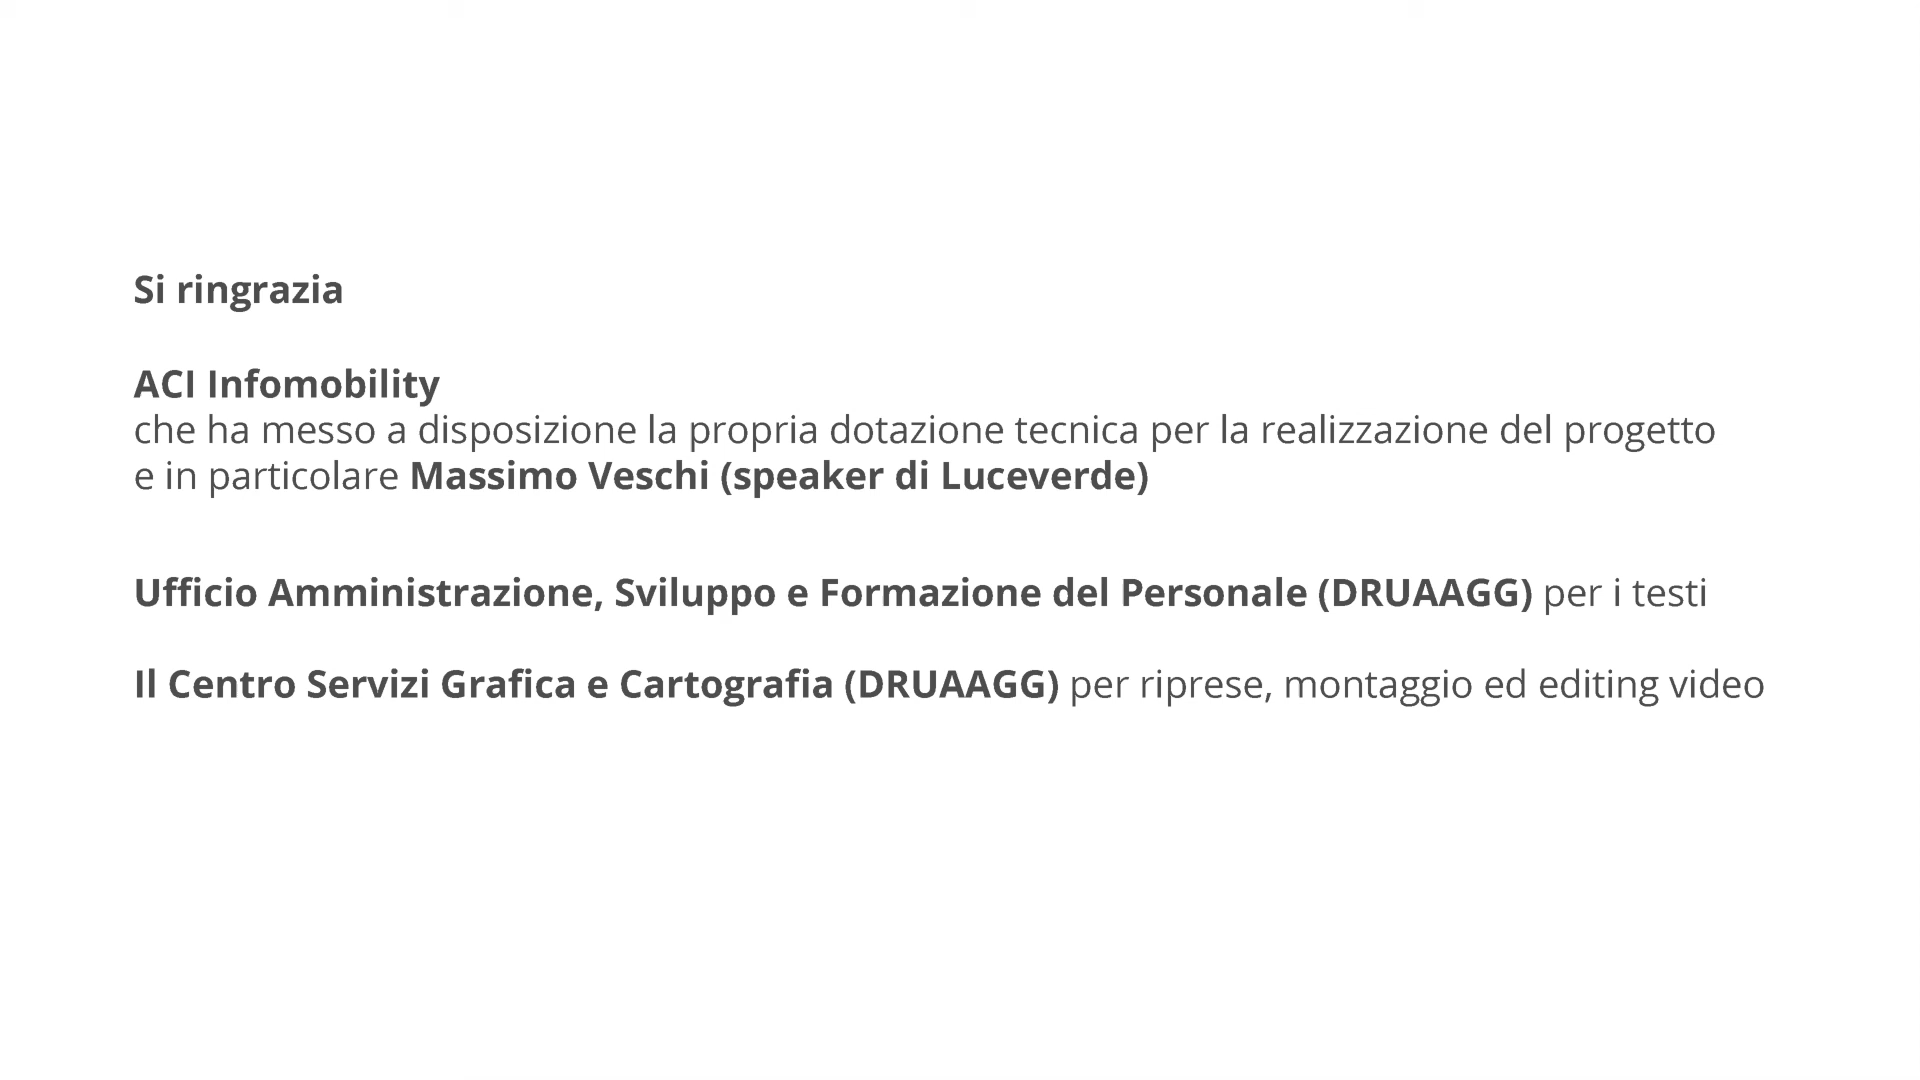 Si ringrazia
ACI Infomobility
che ha messo a disposizione la propria dotazione tecnica per la realizzazione del progetto
e in particolare Massimo Veschi (speaker di Luceverde)
Ufficio Amministrazione, Sviluppo e Formazione del Personale (DRUAAGG) per i testi
Il Centro Servizi Grafica e Cartografia (DRUAAGG) per riprese, montaggio ed editing video